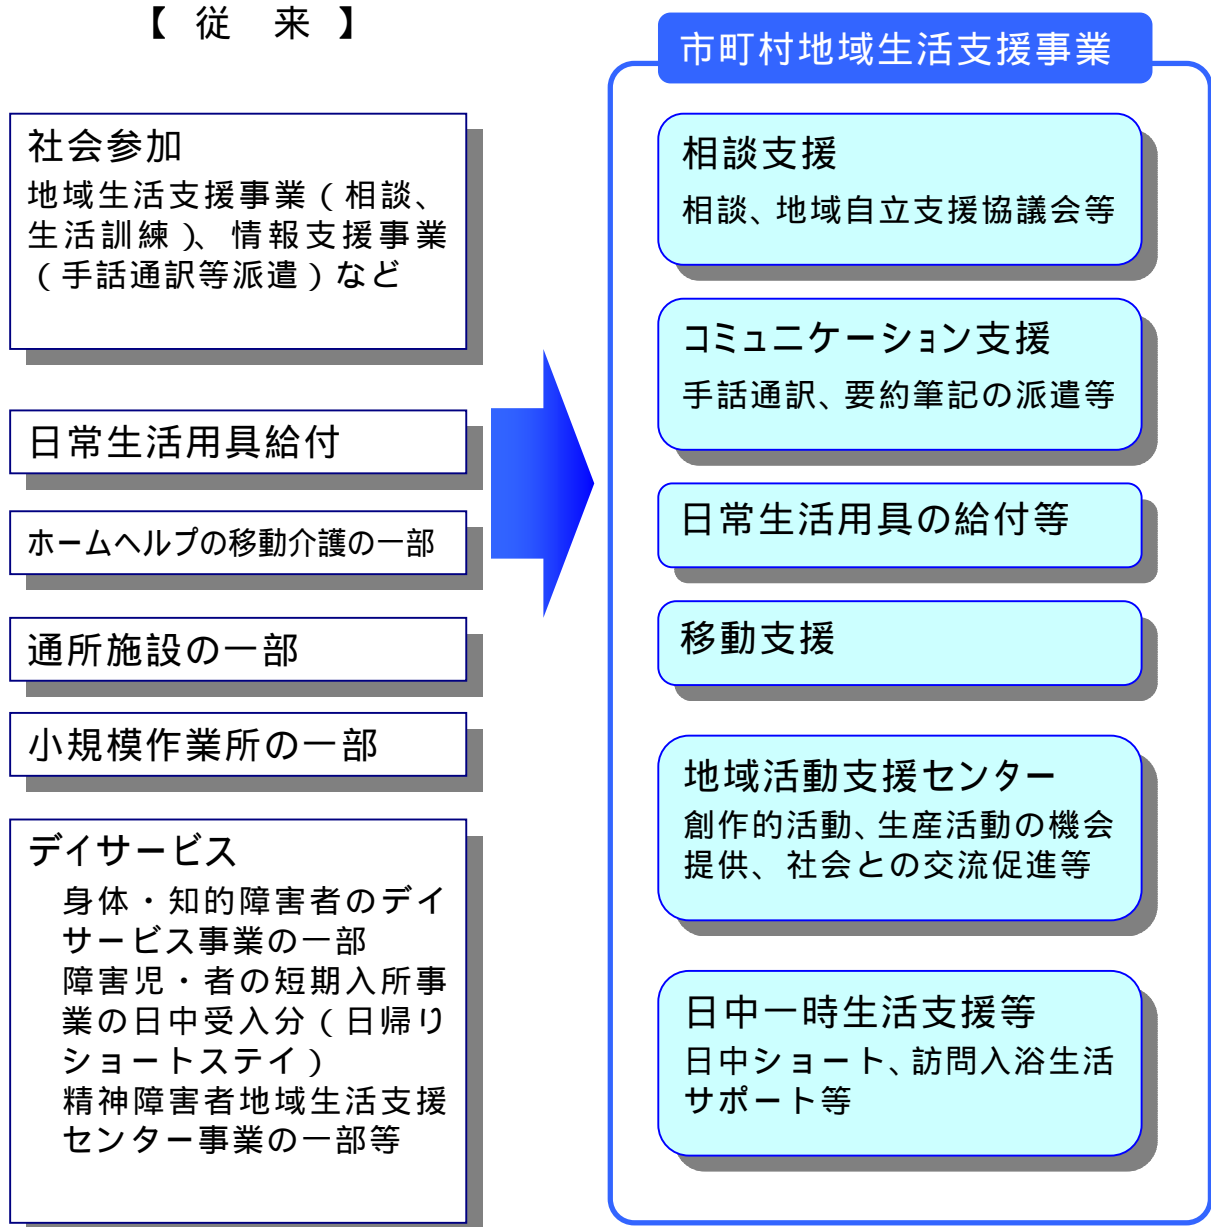 【 従 来 】
社会参加
地域生活支援事業（相談、
生活訓練）、情報支援事業
（手話通訳等派遣）など
日常生活用具給付
ホームヘルプの移動介護の一部
通所施設の一部
小規模作業所の一部
デイサービス
身体・知的障害者のデイ
サービス事業の一部
障害児・者の短期入所事
業の日中受入分（日帰り
ショートステイ）
精神障害者地域生活支援
センター事業の一部等
市町村地域生活支援事業
相談支援
相談、地域自立支援協議会等
コミュニケーション支援
手話通訳、要約筆記の派遣等
日常生活用具の給付等
移動支援
地域活動支援センター
創作的活動、生産活動の機会
提供、社会との交流促進等
日中一時生活支援等
日中ショート、訪問入浴生活
サポート等